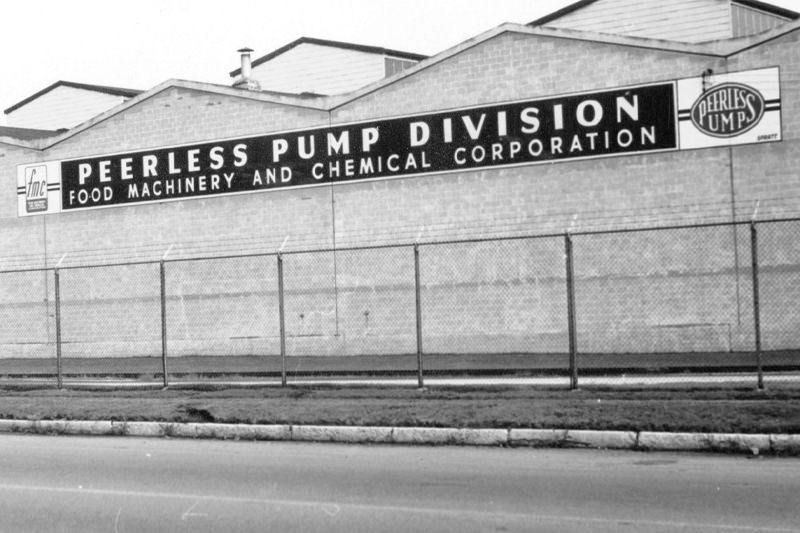 fmc
PEERLESS PUMP DIVISION
FOOD MACHINERY AND CHEMICAL CORPORATION
PEERLESS
PUMPS